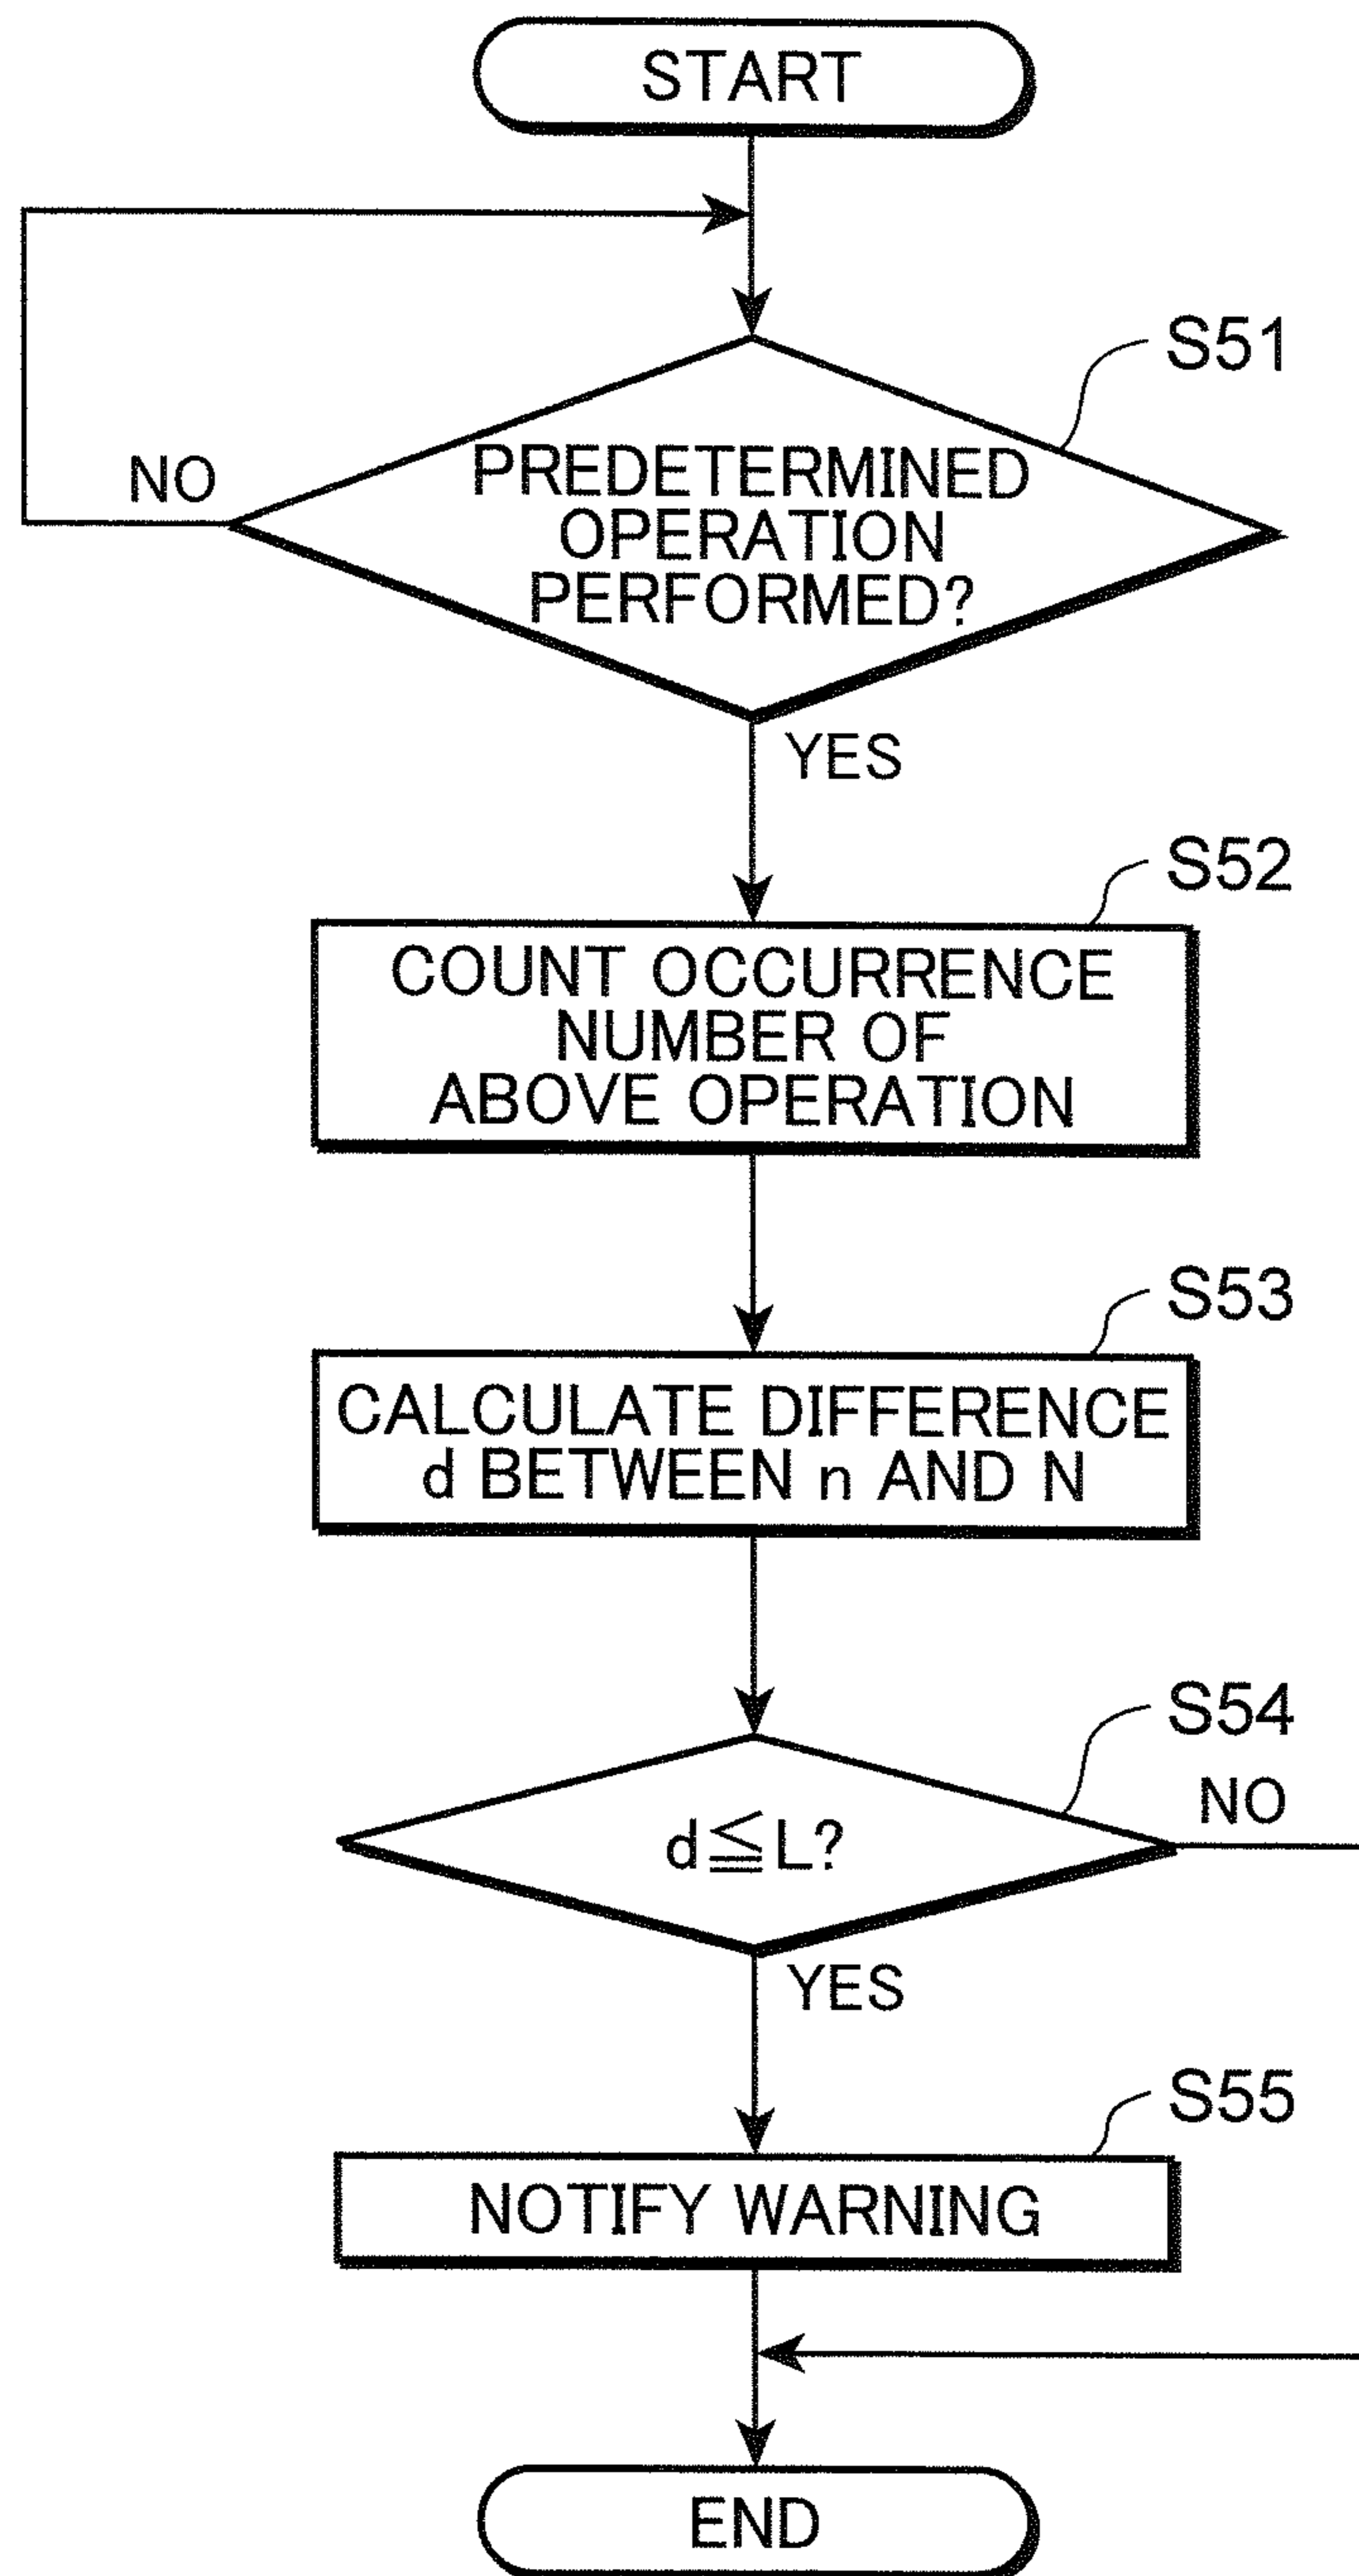 START
S51
NO
PREDETERMINED
OPERATION
PERFORMED?
YES
S52
COUNT OCCURRENCE
NUMBER OF
ABOVE OPERATION
S53
CALCULATE DIFFERENCE
d BETWEEN n AND N
S54
NO
d≦L?
YES
S55
NOTIFY WARNING
END